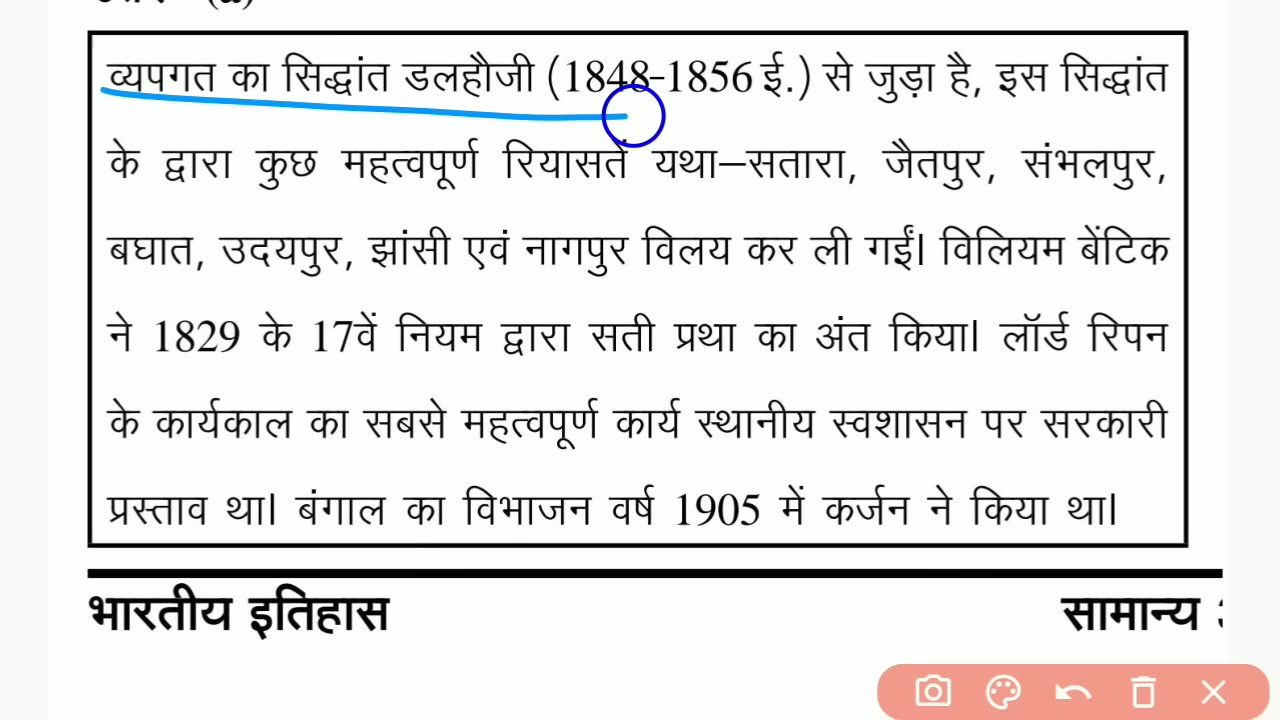 व्यपगत का सिद्धांत डलहौजी (1848-1856 ई.) से जुड़ा है, इस सिद्धांत
के द्वारा कुछ महत्वपूर्ण रियासतें यथा–सतारा, जैतपुर, संभलपुर,
बघात, उदयपुर, झांसी एवं नागपुर विलय कर ली गईं। विलियम बेंटिक
ने 1829 के 17वें नियम द्वारा सती प्रथा का अंत किया। लॉर्ड रिपन
के कार्यकाल का सबसे महत्वपूर्ण कार्य स्थानीय स्वशासन पर सरकारी
प्रस्ताव था। बंगाल का विभाजन वर्ष 1905 में कर्जन ने किया था।
भारतीय इतिहास सामान्य